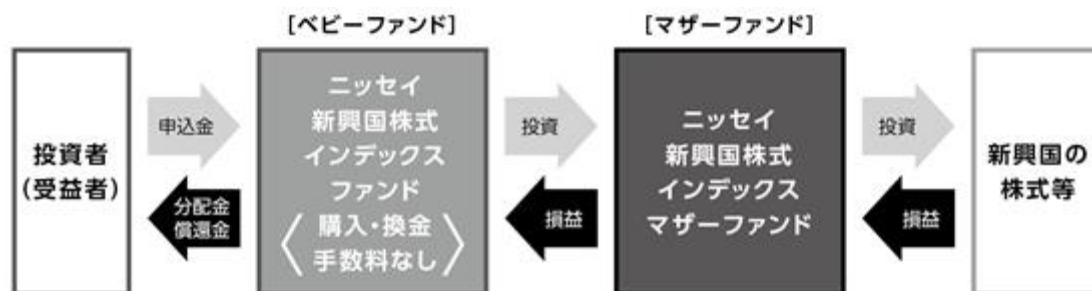 [ベビーファンド]
[マザーファンド]
投資者
(受益者)
申込金
分配金
償還金
ニッセイ
新興国株式
インデックス
ファンド
〈購入・換金
手数料なし〉
投資
損益
ニッセイ
新興国株式
インデックス
マザーファンド
投資
損益
新興国の
株式等